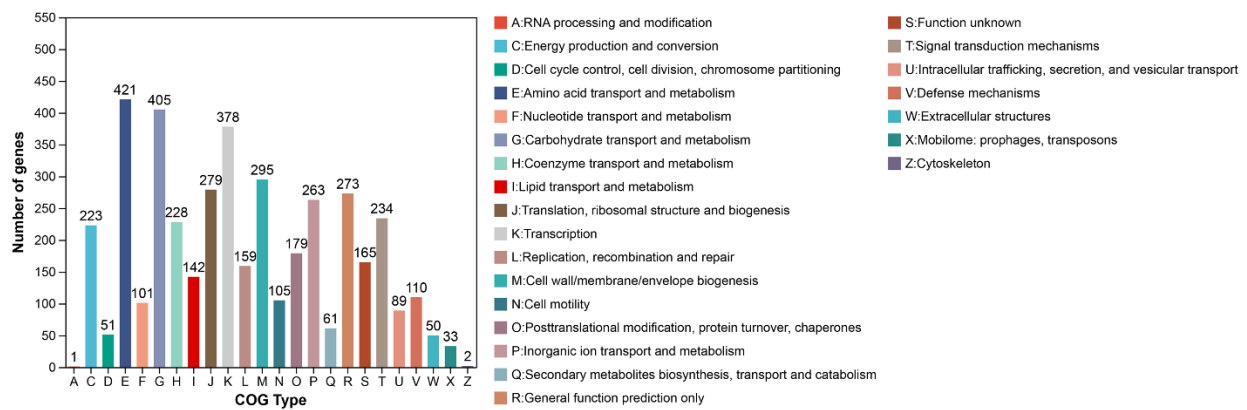 Number of genes
550
500
450
400
350
300
250
200
150
100
50
0
1
223
51
421
101
405
228
142
279
378
159
295
105
179
263
61
273
165
234
89
110
50
33
2
A C D E F G H I J K L M N O P Q R S T U V W X Z
COG Type
A:RNA processing and modification
C:Energy production and conversion
D:Cell cycle control, cell division, chromosome partitioning
E:Amino acid transport and metabolism
F:Nucleotide transport and metabolism
G:Carbohydrate transport and metabolism
H:Coenzyme transport and metabolism
I:Lipid transport and metabolism
J:Translation, ribosomal structure and biogenesis
K:Transcription
L:Replication, recombination and repair
M:Cell wall/membrane/envelope biogenesis
N:Cell motility
O:Posttranslational modification, protein turnover, chaperones
P:Inorganic ion transport and metabolism
Q:Secondary metabolites biosynthesis, transport and catabolism
R:General function prediction only
S:Function unknown
T:Signal transduction mechanisms
U:Intracellular trafficking, secretion, and vesicular transport
V:Defense mechanisms
W:Extracellular structures
X:Mobilome: prophages, transposons
Z:Cytoskeleton